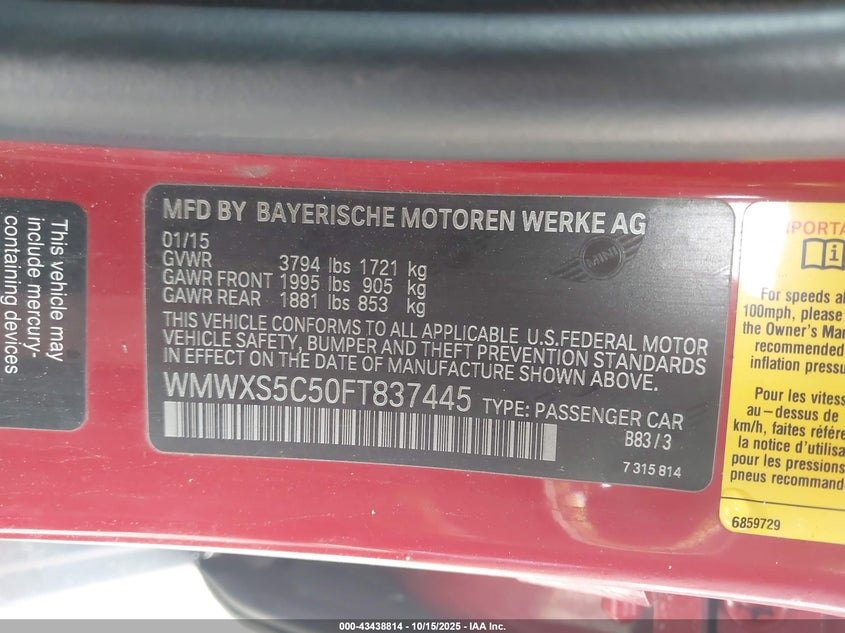 This vehicle may
include mercury-
containing devices
MFD BY BAYERISCHE MOTOREN WERKE AG
01/15
GVWR 3794 lbs 1721 kg
GAWR FRONT 1995 lbs 905 kg
GAWR REAR 1881 lbs 853 kg
MINI
THIS VEHICLE CONFORMS TO ALL APPLICABLE U.S.FEDERAL MOTOR
VEHICLE SAFETY, BUMPER AND THEFT PREVENTION STANDARDS
IN EFFECT ON THE DATE OF MANUFACTURE SHOWN ABOVE.
WMWXS5C50FT837445 TYPE: PASSENGER CAR
B83/3
7 315 814
IMPORTA
For speeds a
100mph, please
the Owner's Ma
recommended
inflation pressu
Pour les vitess
au-dessus de
km/h, faites référe
la notice d'utilisa
pour les pressions
pneus recommand
6859729
000-43438814 - 10/15/2025 - IAA Inc.